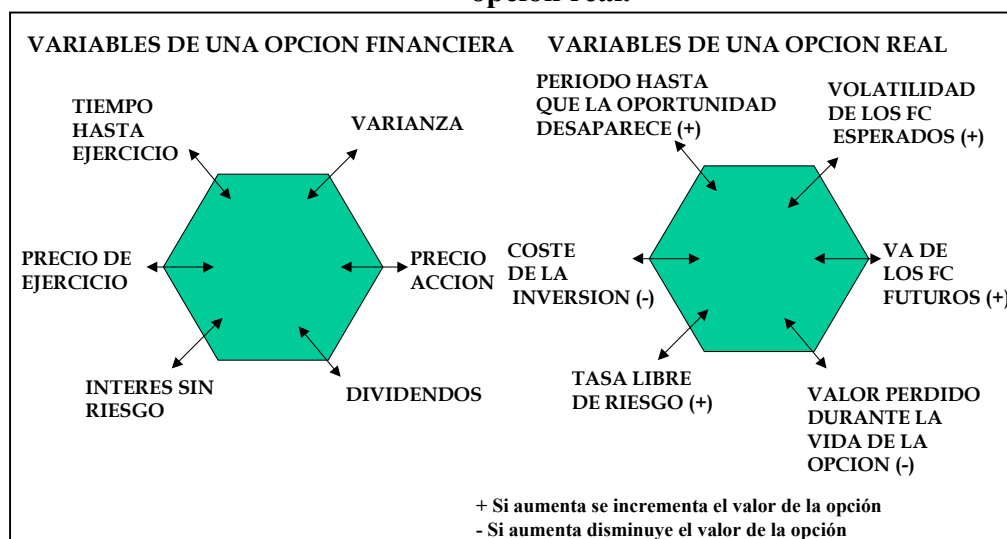 opción real.
VARIABLES DE UNA OPCION FINANCIERA
TIEMPO
HASTA
EJERCICIO
VARIANZA
PRECIO DE
EJERCICIO
PRECIO
ACCION
INTERES SIN
RIESGO
DIVIDENDOS
VARIABLES DE UNA OPCION REAL
PERIODO HASTA
QUE LA OPORTUNIDAD
DESAPARECE (+)
VOLATILIDAD
DE LOS FC
ESPERADOS (+)
COSTE
DE LA
INVERSION (-)
VA DE
LOS FC
FUTUROS (+)
TASA LIBRE
DE RIESGO (+)
VALOR PERDIDO
DURANTE LA
VIDA DE LA
OPCION (-)
+ Si aumenta se incrementa el valor de la opción
- Si aumenta disminuye el valor de la opción